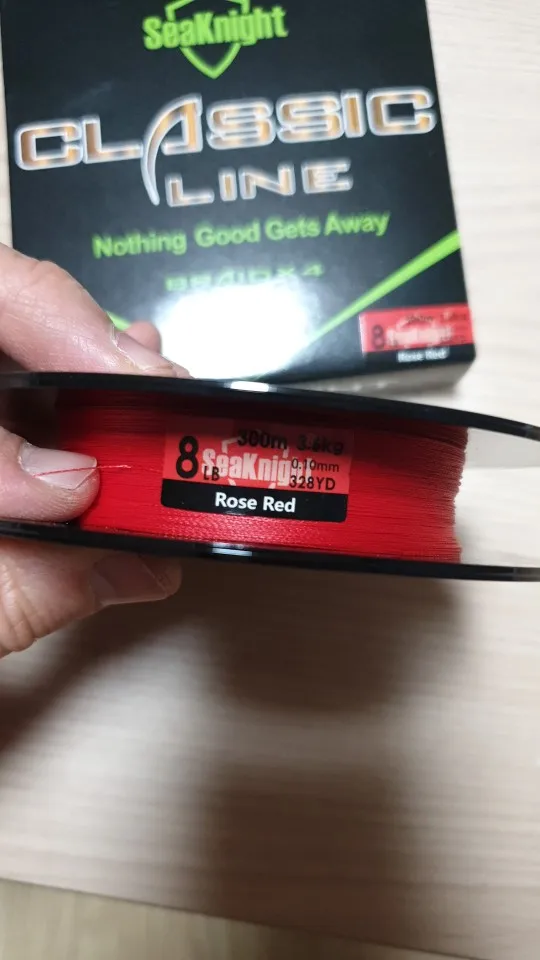 SeaKnight
CLASSIC
LINE
Nothing Good Gets Away
BRAIDX4
8
SeaKnight
Rose Red
8 LB
300m 3.6kg
SeaKnight
0.10mm
328YD
Rose Red